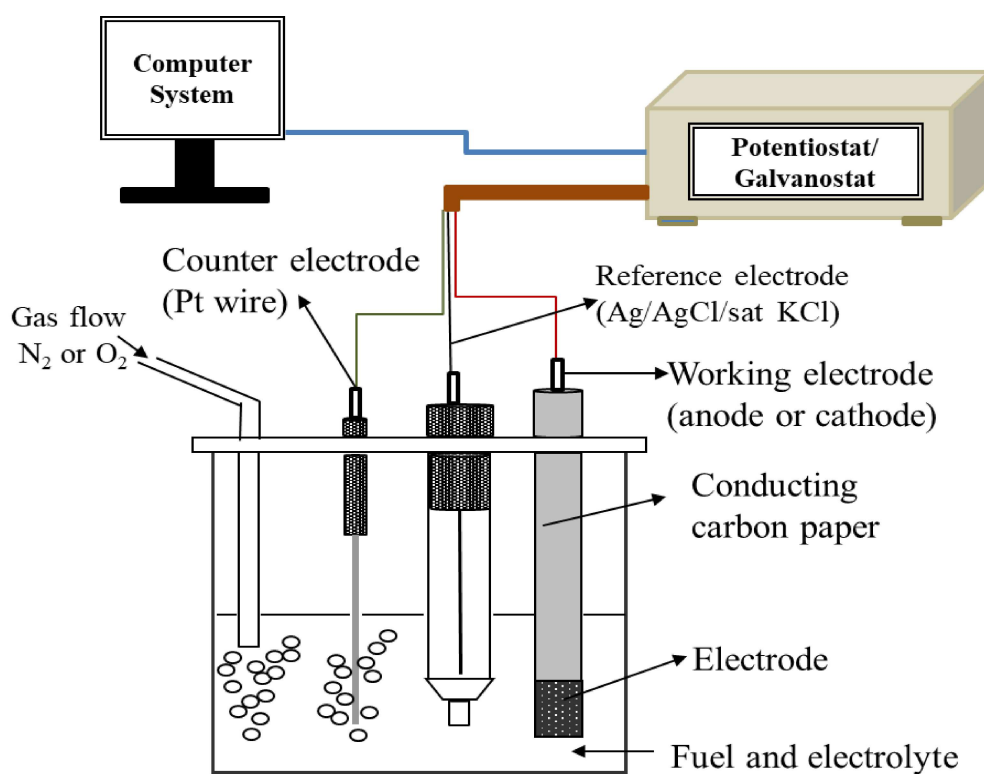 Computer
System
Potentiostat/
Galvanostat
Counter electrode
(Pt wire)
Reference electrode
(Ag/AgCl/sat KCl)
Gas flow
N₂ or O₂
Working electrode
(anode or cathode)
Conducting
carbon paper
Electrode
Fuel and electrolyte